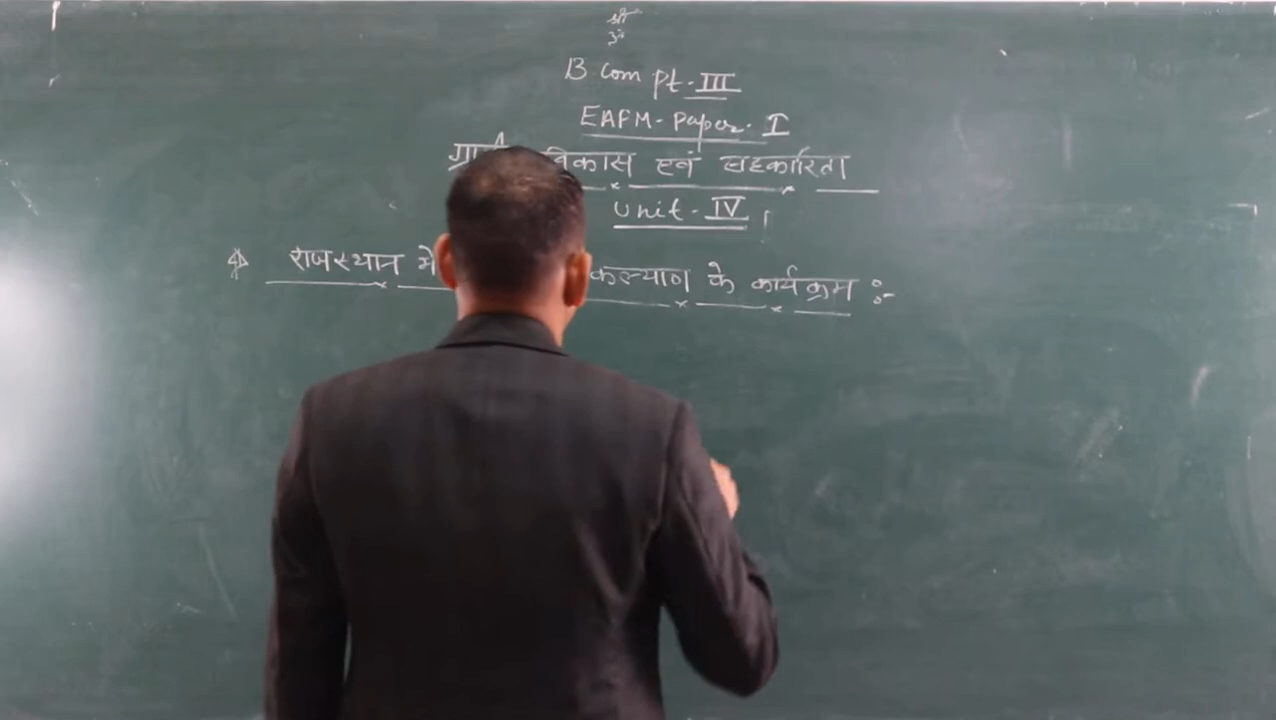 श्री
ॐ
B Com pt. III
EAFM - Paper - I
विकास एवं सहकारिता
Unit - IV
राजस्थान में कल्याण के कार्यक्रम :-